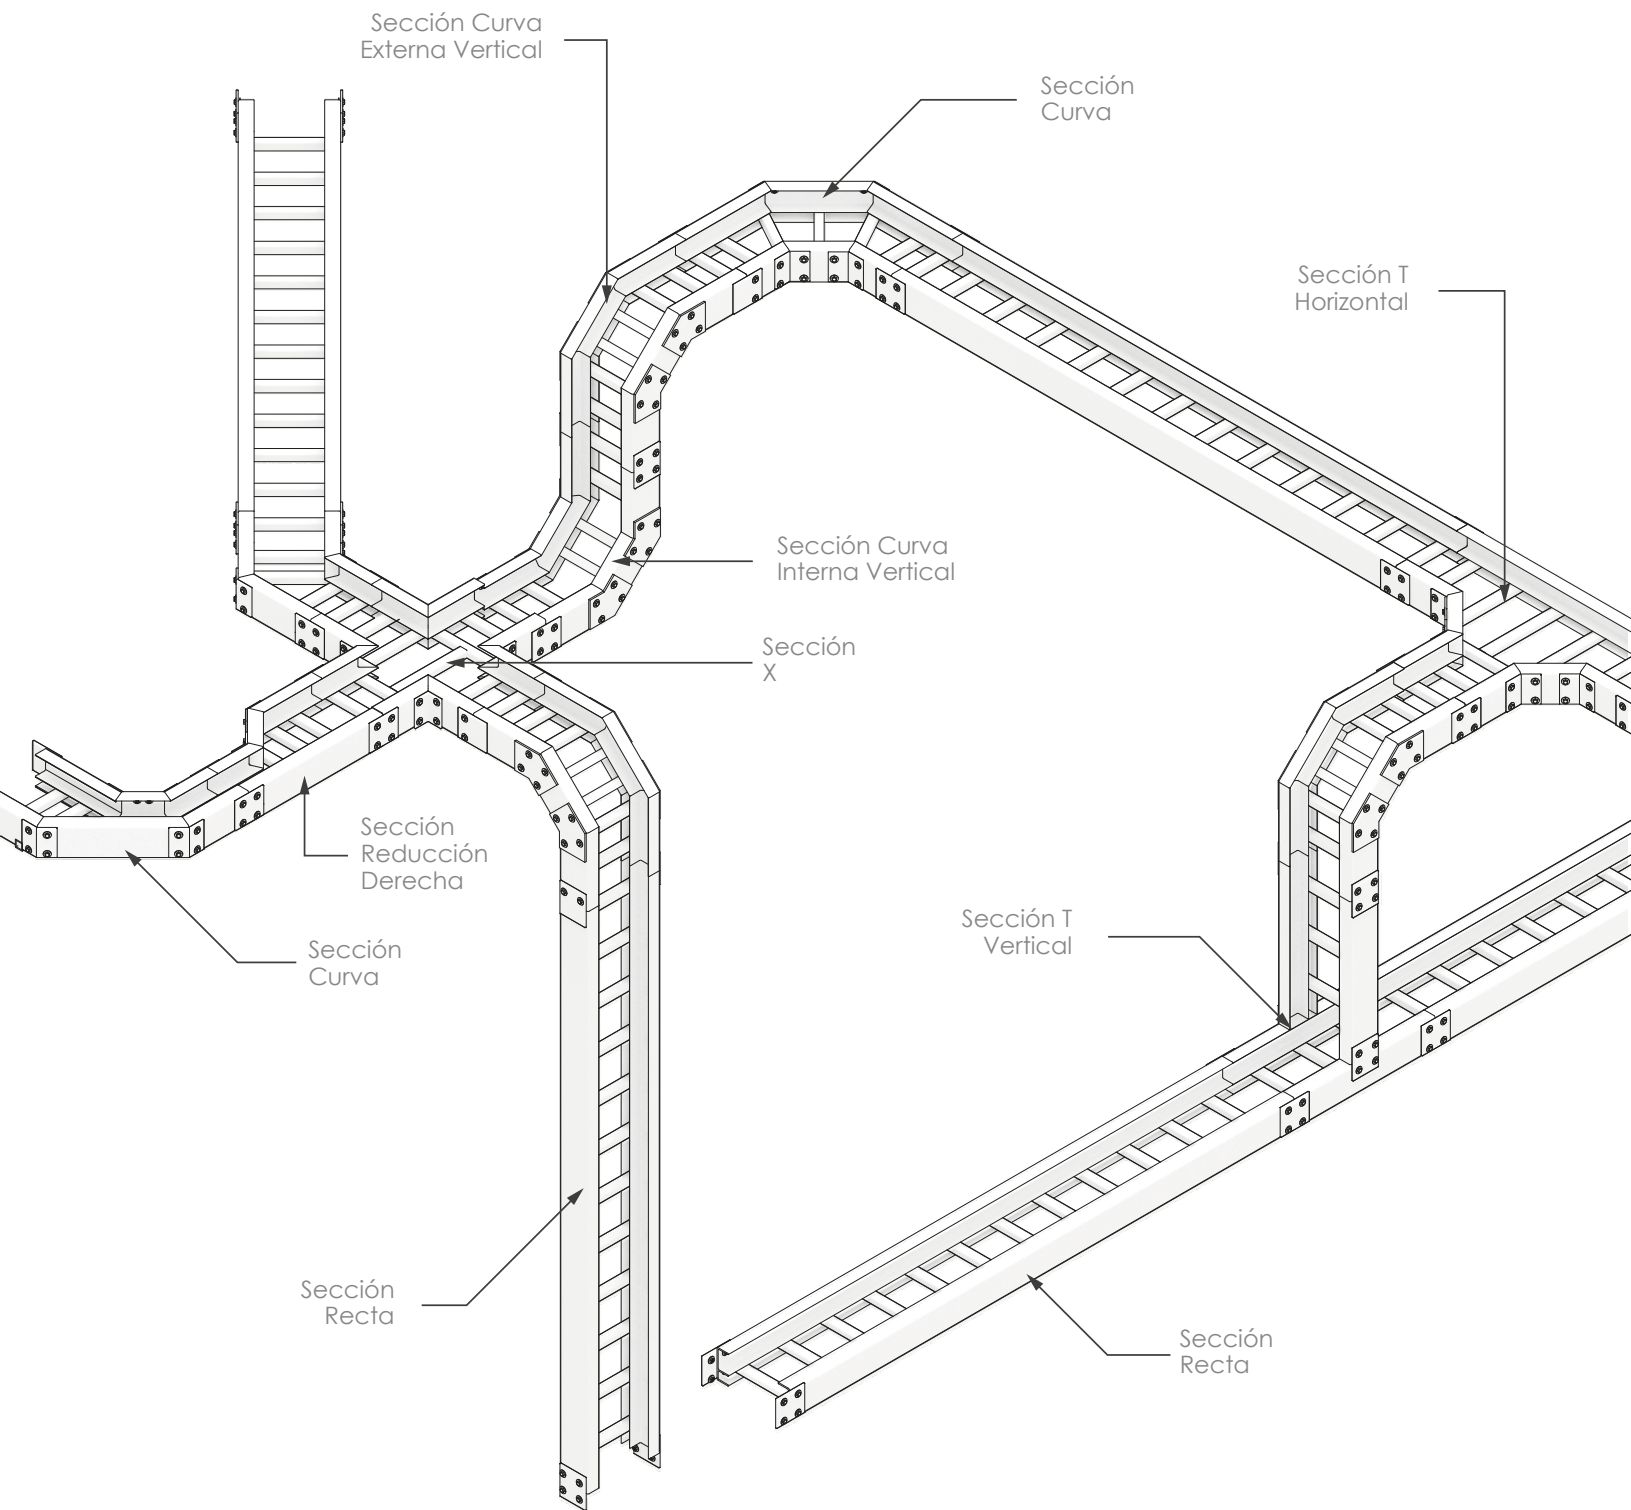 Sección Curva
Externa Vertical
Sección
Curva
Sección T
Horizontal
Sección Curva
Interna Vertical
Sección
X
Sección
Reducción
Derecha
Sección T
Vertical
Sección
Curva
Sección
Recta
Sección
Recta